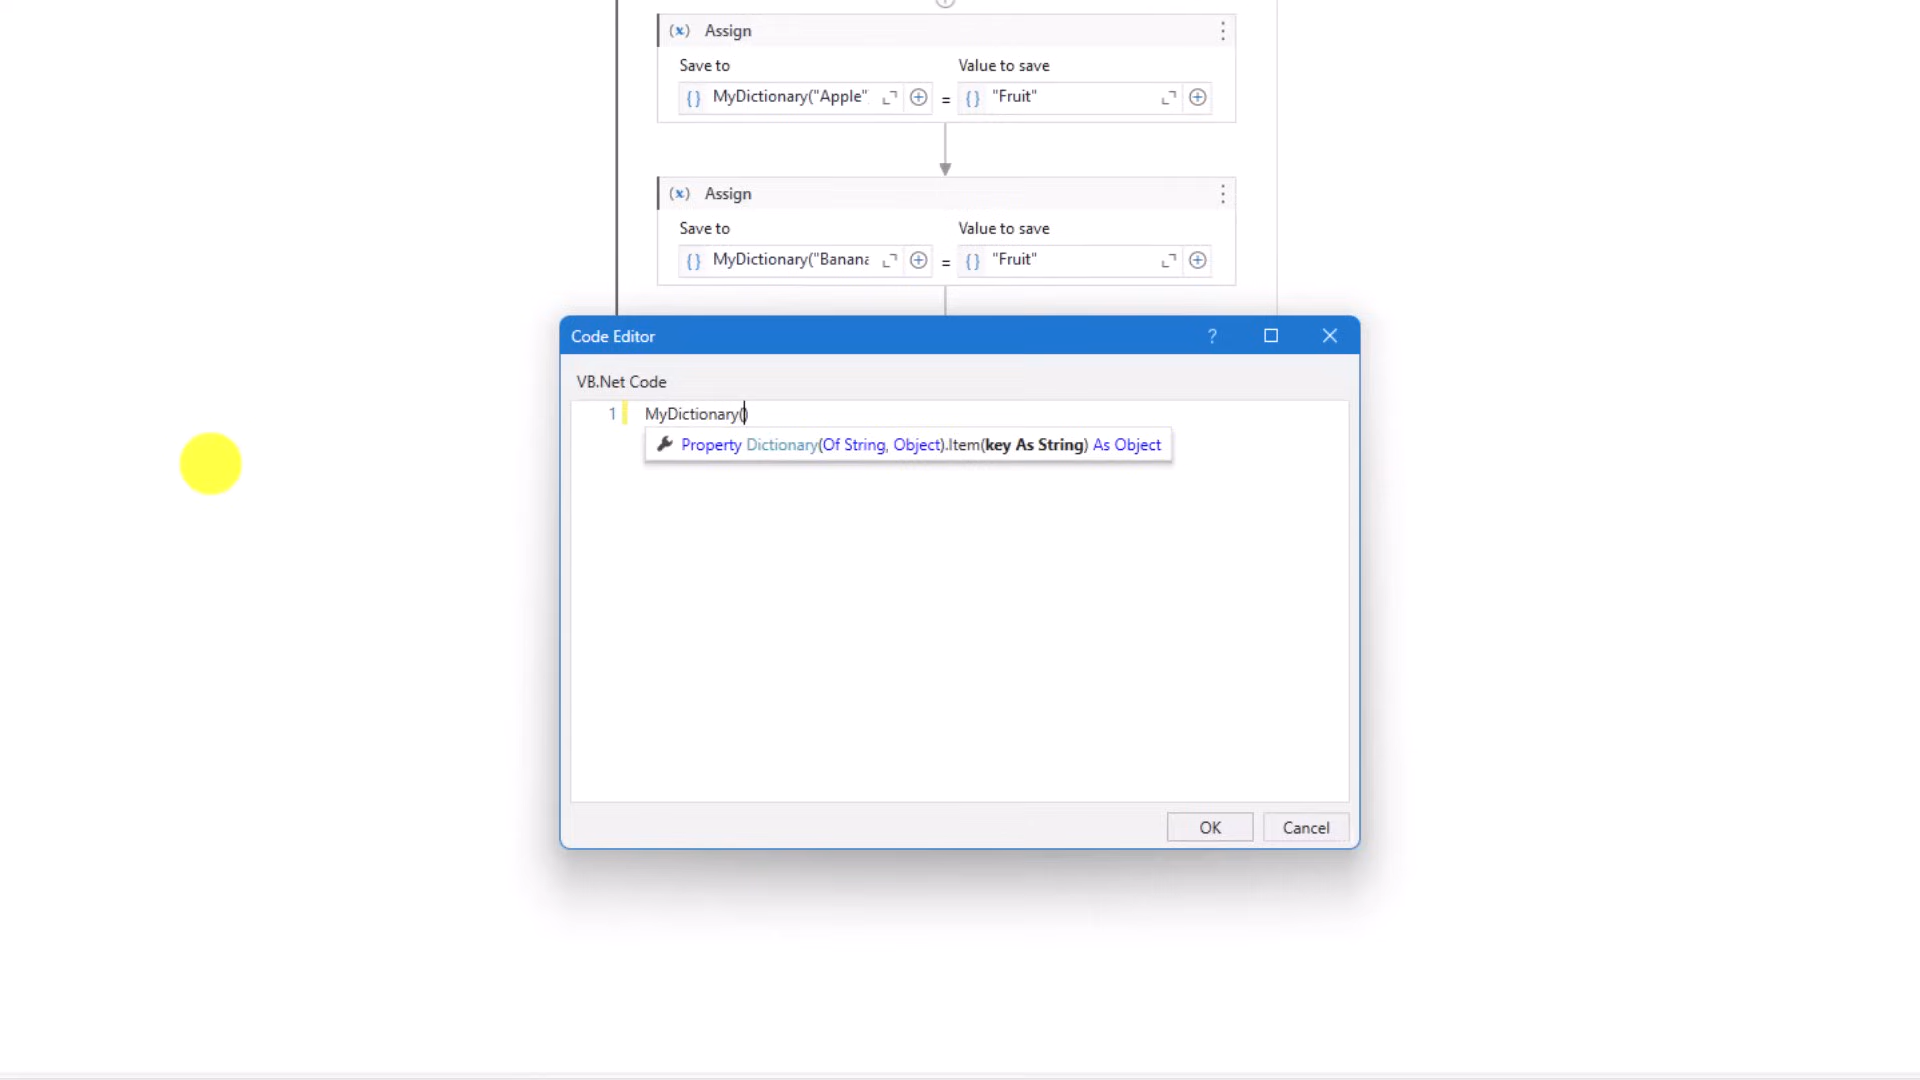 (x) Assign
Save to Value to save
{} MyDictionary("Apple" = {} "Fruit"
(x) Assign
Save to Value to save
{} MyDictionary("Banana = {} "Fruit"
Code Editor ?
VB.Net Code
1 MyDictionary()
Property Dictionary(Of String, Object).Item(key As String) As Object
OK Cancel